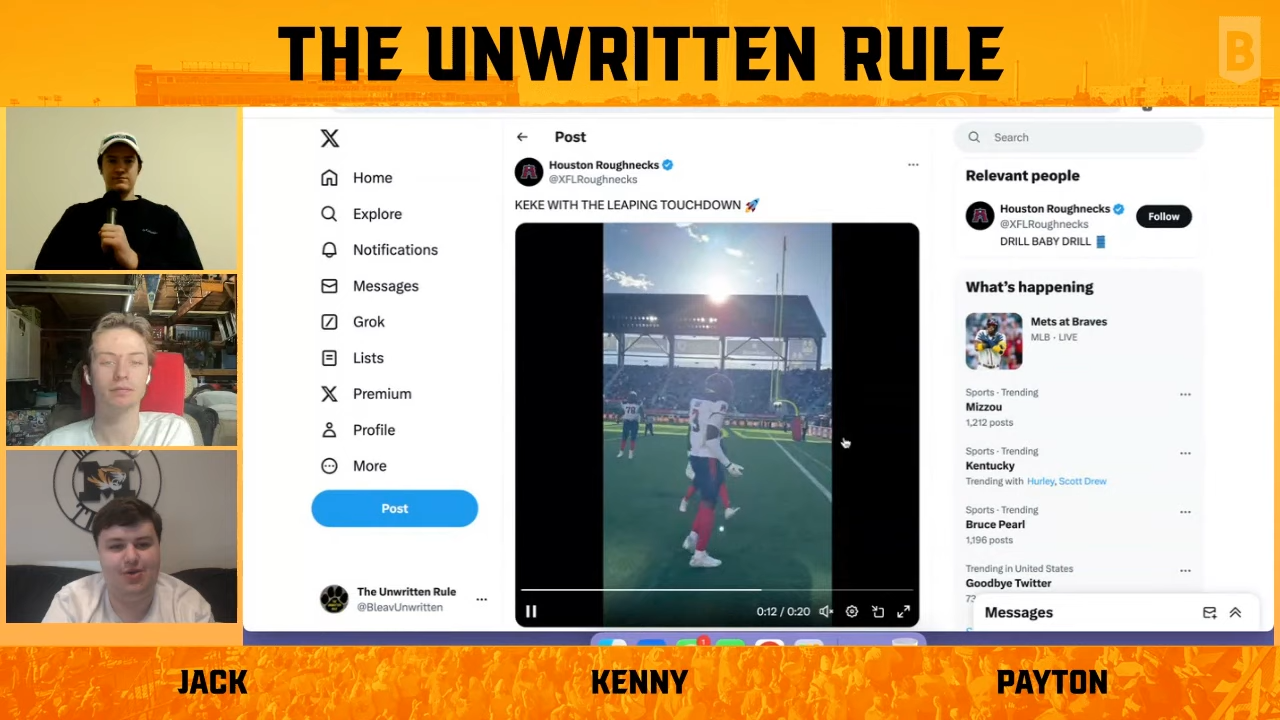 THE UNWRITTEN RULE
B
Home
Explore
Notifications
Messages
Grok
Lists
Premium
Profile
More
Post
The Unwritten Rule
@BleavUnwritten
Post
Houston Roughnecks
@XFLRoughnecks
KEKE WITH THE LEAPING TOUCHDOWN 🚀
3
78
0:12 / 0:20
Search
Relevant people
Houston Roughnecks
@XFLRoughnecks
Follow
DRILL BABY DRILL 🛢️
What's happening
Mets at Braves
MLB · LIVE
Sports · Trending
Mizzou
1,212 posts
Sports · Trending
Kentucky
Trending with Hurley, Scott Drew
Sports · Trending
Bruce Pearl
1,196 posts
Trending in United States
Goodbye Twitter
Messages
1
M
JACK
KENNY
PAYTON